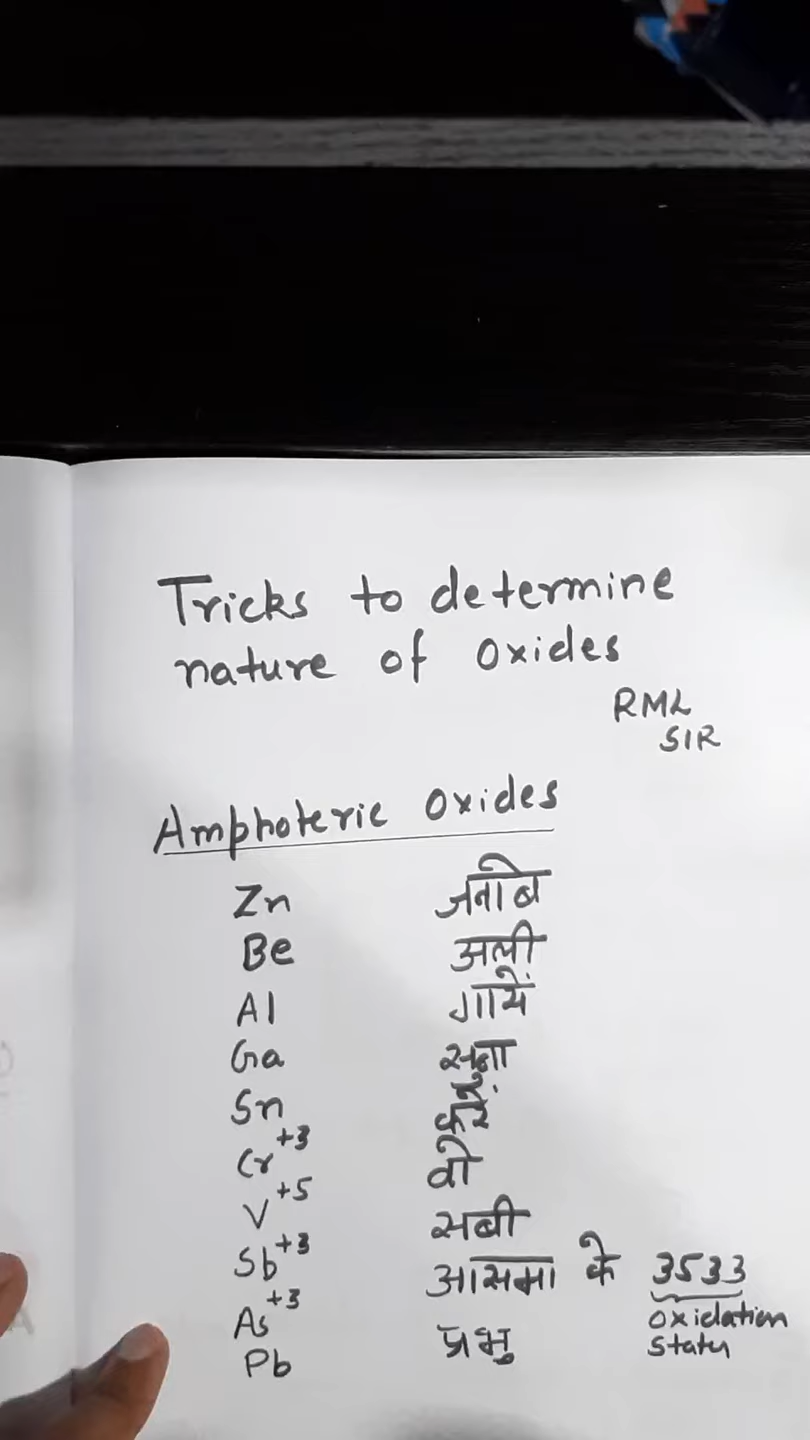 Tricks to determine
nature of oxides
RML
SIR
Amphoteric oxides
Zn जनाबि
Be अली
Al गायें
Ga सुना
Sn करें
Cr+3 वो
V+5 सबी
Sb+3 आसमा के 3533
As+3 प्रभु oxidation
Pb states